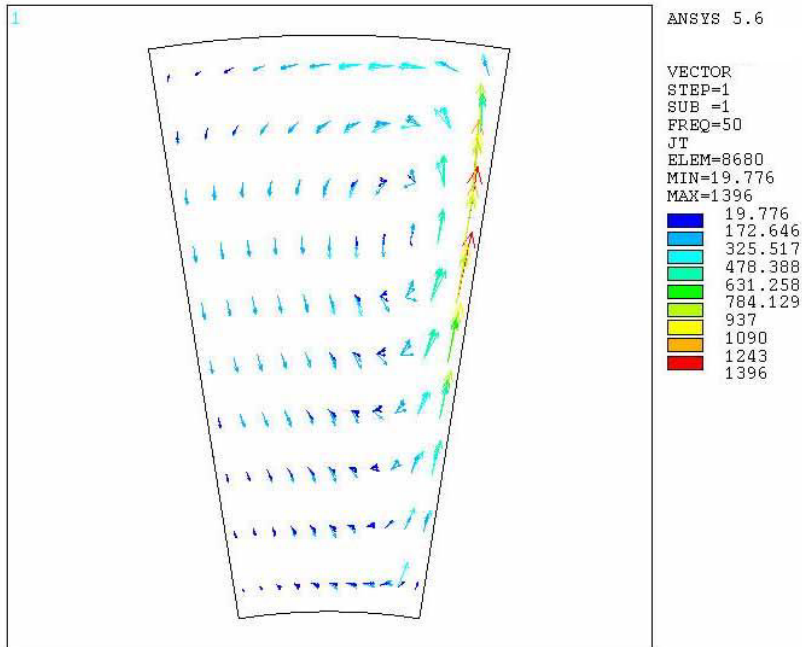 1
ANSYS 5.6
VECTOR
STEP=1
SUB =1
FREQ=50
JT
ELEM=8680
MIN=19.776
MAX=1396
19.776
172.646
325.517
478.388
631.258
784.129
937
1090
1243
1396